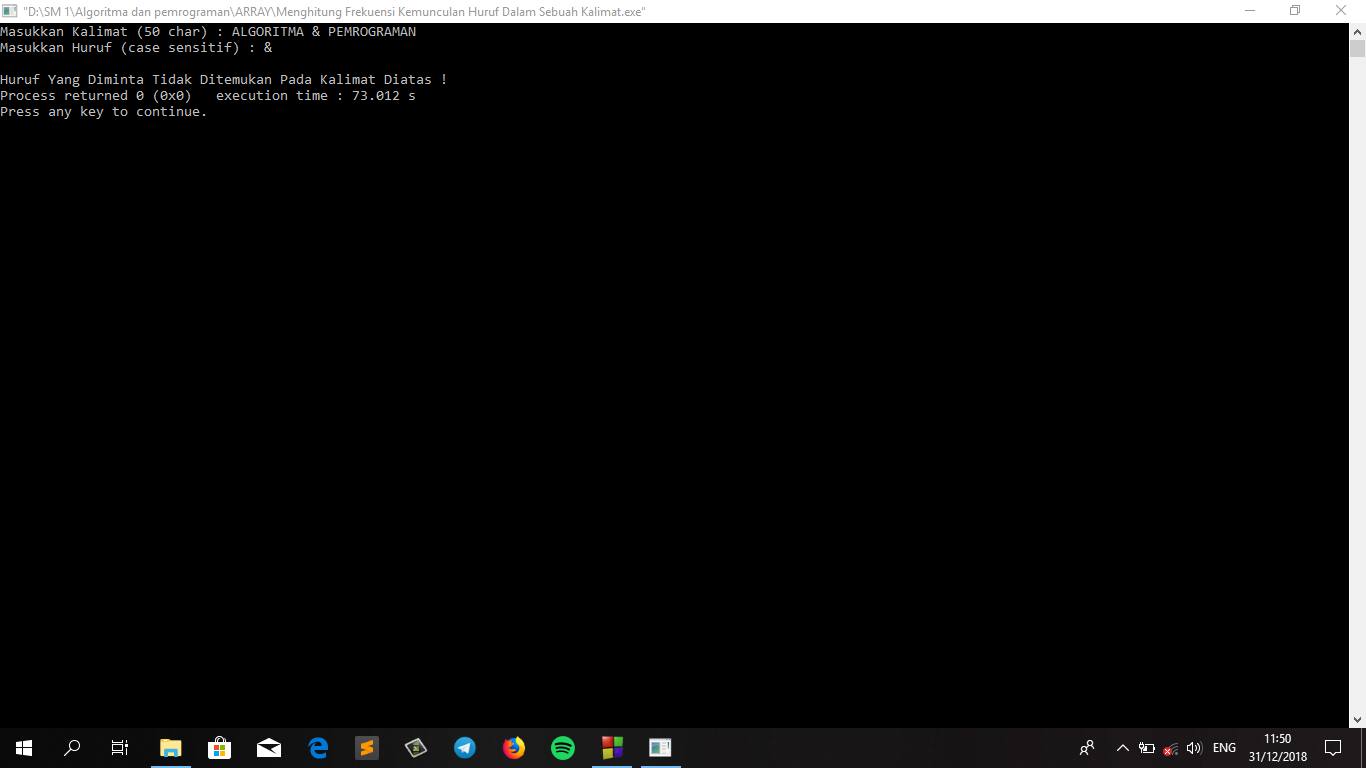 "D:\SM 1\Algoritma dan pemrograman\ARRAY\Menghitung Frekuensi Kemunculan Huruf Dalam Sebuah Kalimat.exe"
Masukkan Kalimat (50 char) : ALGORITMA & PEMROGRAMAN
Masukkan Huruf (case sensitif) : &
Huruf Yang Diminta Tidak Ditemukan Pada Kalimat Diatas !
Process returned 0 (0x0)   execution time : 73.012 s
Press any key to continue.
ENG
11:50
31/12/2018